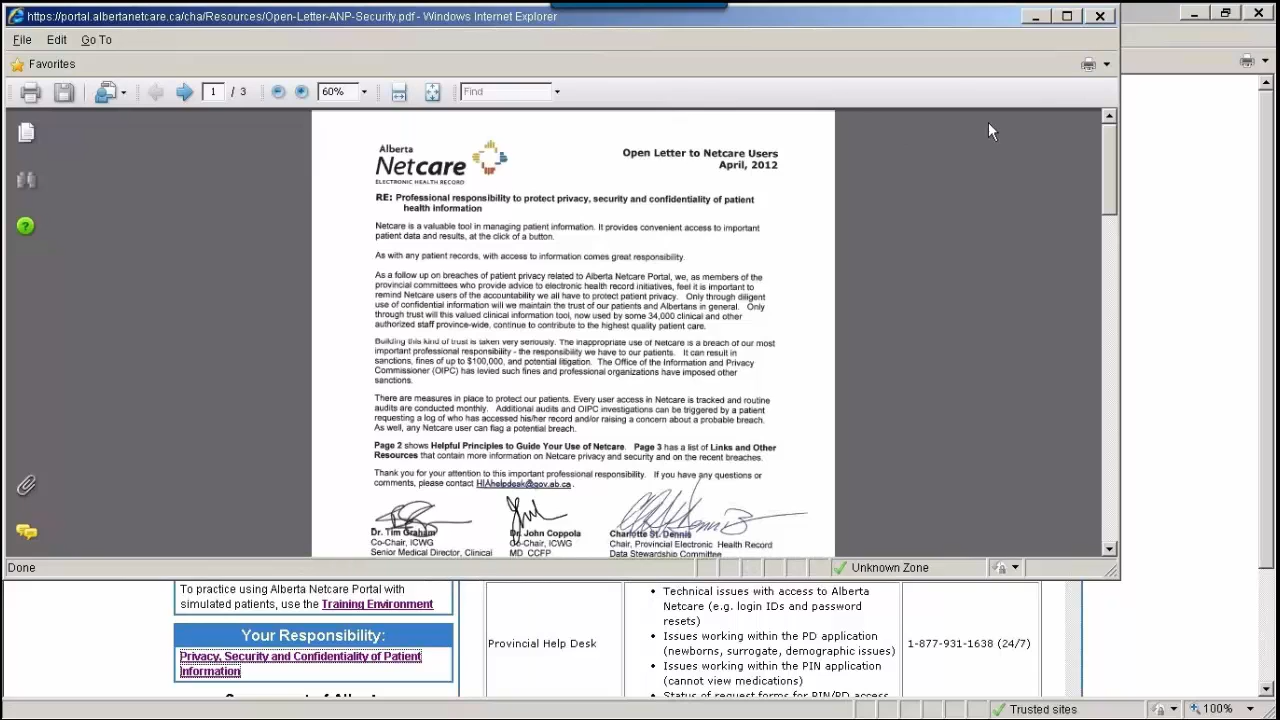 https://portal.albertanetcare.ca/cha/Resources/Open-Letter-ANP-Security.pdf - Windows Internet Explorer
File Edit Go To
Favorites
1 / 3 60% Find
Alberta
Netcare
ELECTRONIC HEALTH RECORD
Open Letter to Netcare Users
April, 2012
RE: Professional responsibility to protect privacy, security and confidentiality of patient
health information
Netcare is a valuable tool in managing patient information. It provides convenient access to important
patient data and results, at the click of a button.
As with any patient records, with access to information comes great responsibility.
As a follow up on breaches of patient privacy related to Alberta Netcare Portal, we, as members of the
provincial committees who provide advice to electronic health record initiatives, feel it is important to
remind Netcare users of the accountability we all have to protect patient privacy. Only through diligent
use of confidential information will we maintain the trust of our patients and Albertans in general. Only
through trust will this valued clinical information tool, now used by some 34,000 clinical and other
authorized staff province-wide, continue to contribute to the highest quality patient care.
Building this kind of trust is taken very seriously. The inappropriate use of Netcare is a breach of our most
important professional responsibility - the responsibility we have to our patients. It can result in
sanctions, fines of up to $100,000, and potential litigation. The Office of the Information and Privacy
Commissioner (OIPC) has levied such fines and professional organizations have imposed other
sanctions.
There are measures in place to protect our patients. Every user access in Netcare is tracked and routine
audits are conducted monthly. Additional audits and OIPC investigations can be triggered by a patient
requesting a log of who has accessed his/her record and/or raising a concern about a probable breach.
As well, any Netcare user can flag a potential breach.
Page 2 shows Helpful Principles to Guide Your Use of Netcare. Page 3 has a list of Links and Other
Resources that contain more information on Netcare privacy and security and on the recent breaches.
Thank you for your attention to this important professional responsibility. If you have any questions or
comments, please contact HIAhelpdesk@gov.ab.ca.
Dr. Tim Graham Dr. John Coppola Charlotte St. Dennis
Co-Chair, ICWG Co-Chair, ICWG Chair, Provincial Electronic Health Record
Senior Medical Director, Clinical MD CCFP Data Stewardship Committee
Done Unknown Zone
To practice using Alberta Netcare Portal with
simulated patients, use the Training Environment
Your Responsibility:
Privacy, Security and Confidentiality of Patient
Information
Provincial Help Desk
• Technical issues with access to Alberta
Netcare (e.g. login IDs and password
resets)
• Issues working within the PD application
(newborns, surrogate, demographic issues)
• Issues working within the PIN application
(cannot view medications)
• Status of request forms for PIN/PD access
1-877-931-1638 (24/7)
Trusted sites 100%